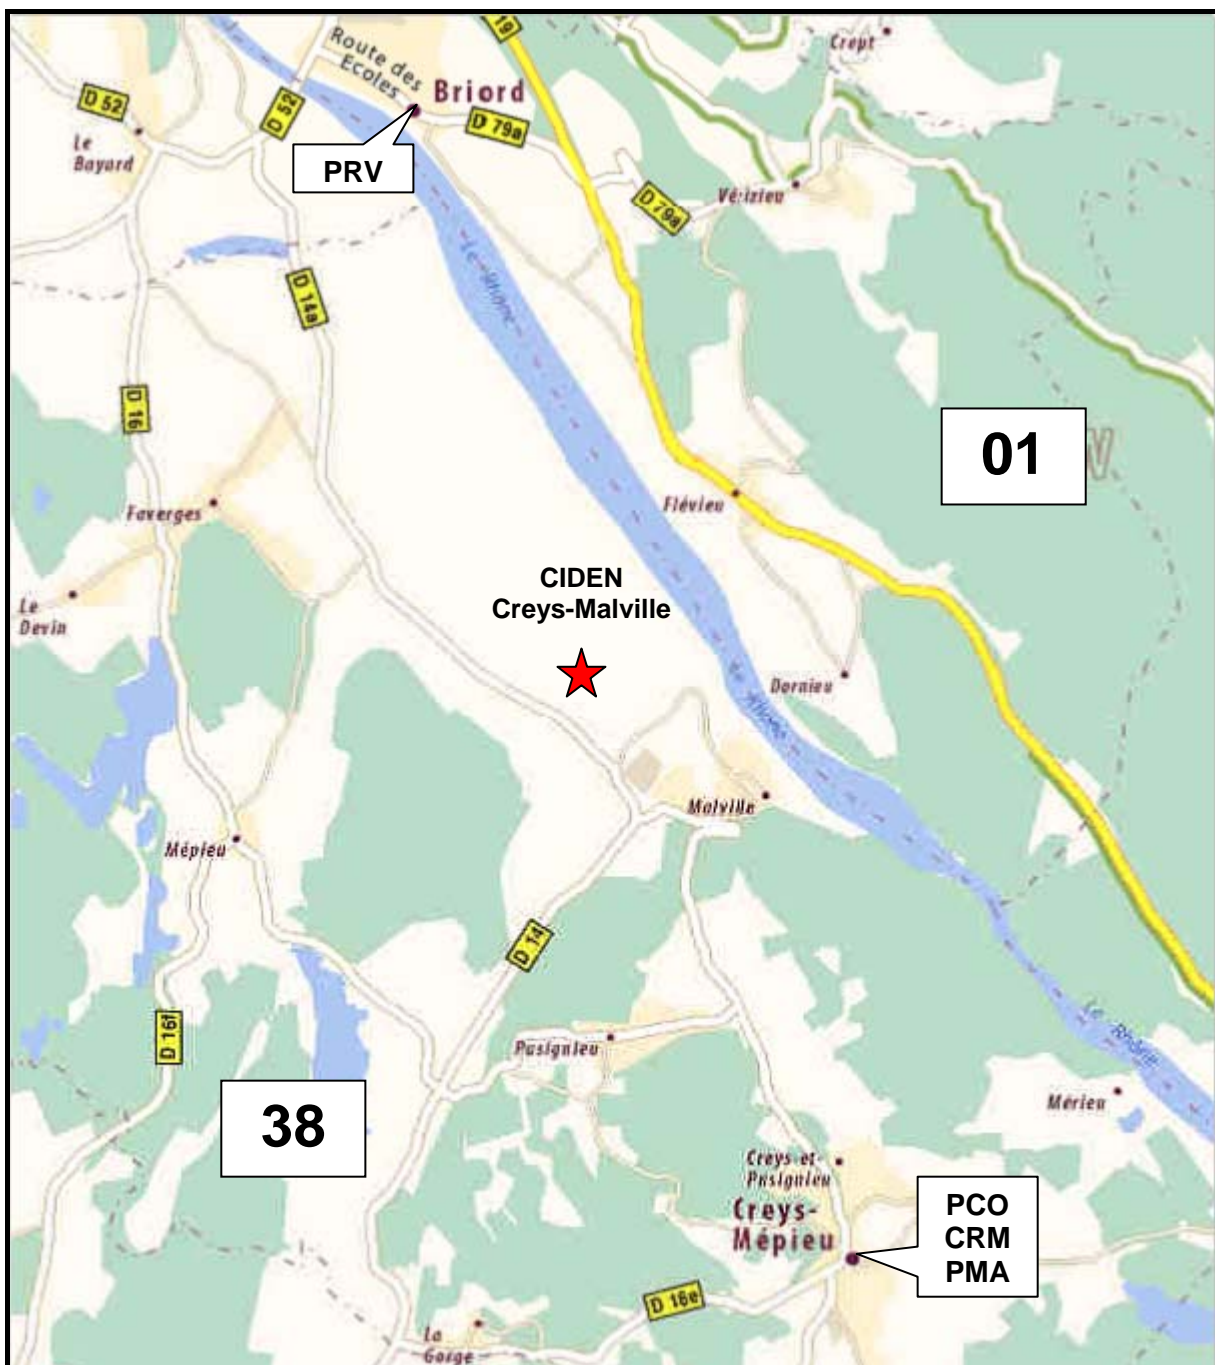 19
Crept
Route des
Ecoles
Briord
D 52
D 52
D 79a
Le
Bayard
PRV
Vérizieu
D 79a
Le Rhône
D 14a
D 16
01
Flévieu
Faverges
CIDEN
Creys-Malville
Le
Devin
Dornieu
Le Rhône
Malville
Mépieu
D 14
Le Rhône
D 16f
Pusignieu
Mérieu
38
Creys-et-
Pusignieu
Creys-
Mépieu
PCO
CRM
PMA
D 16e
La
Gorge